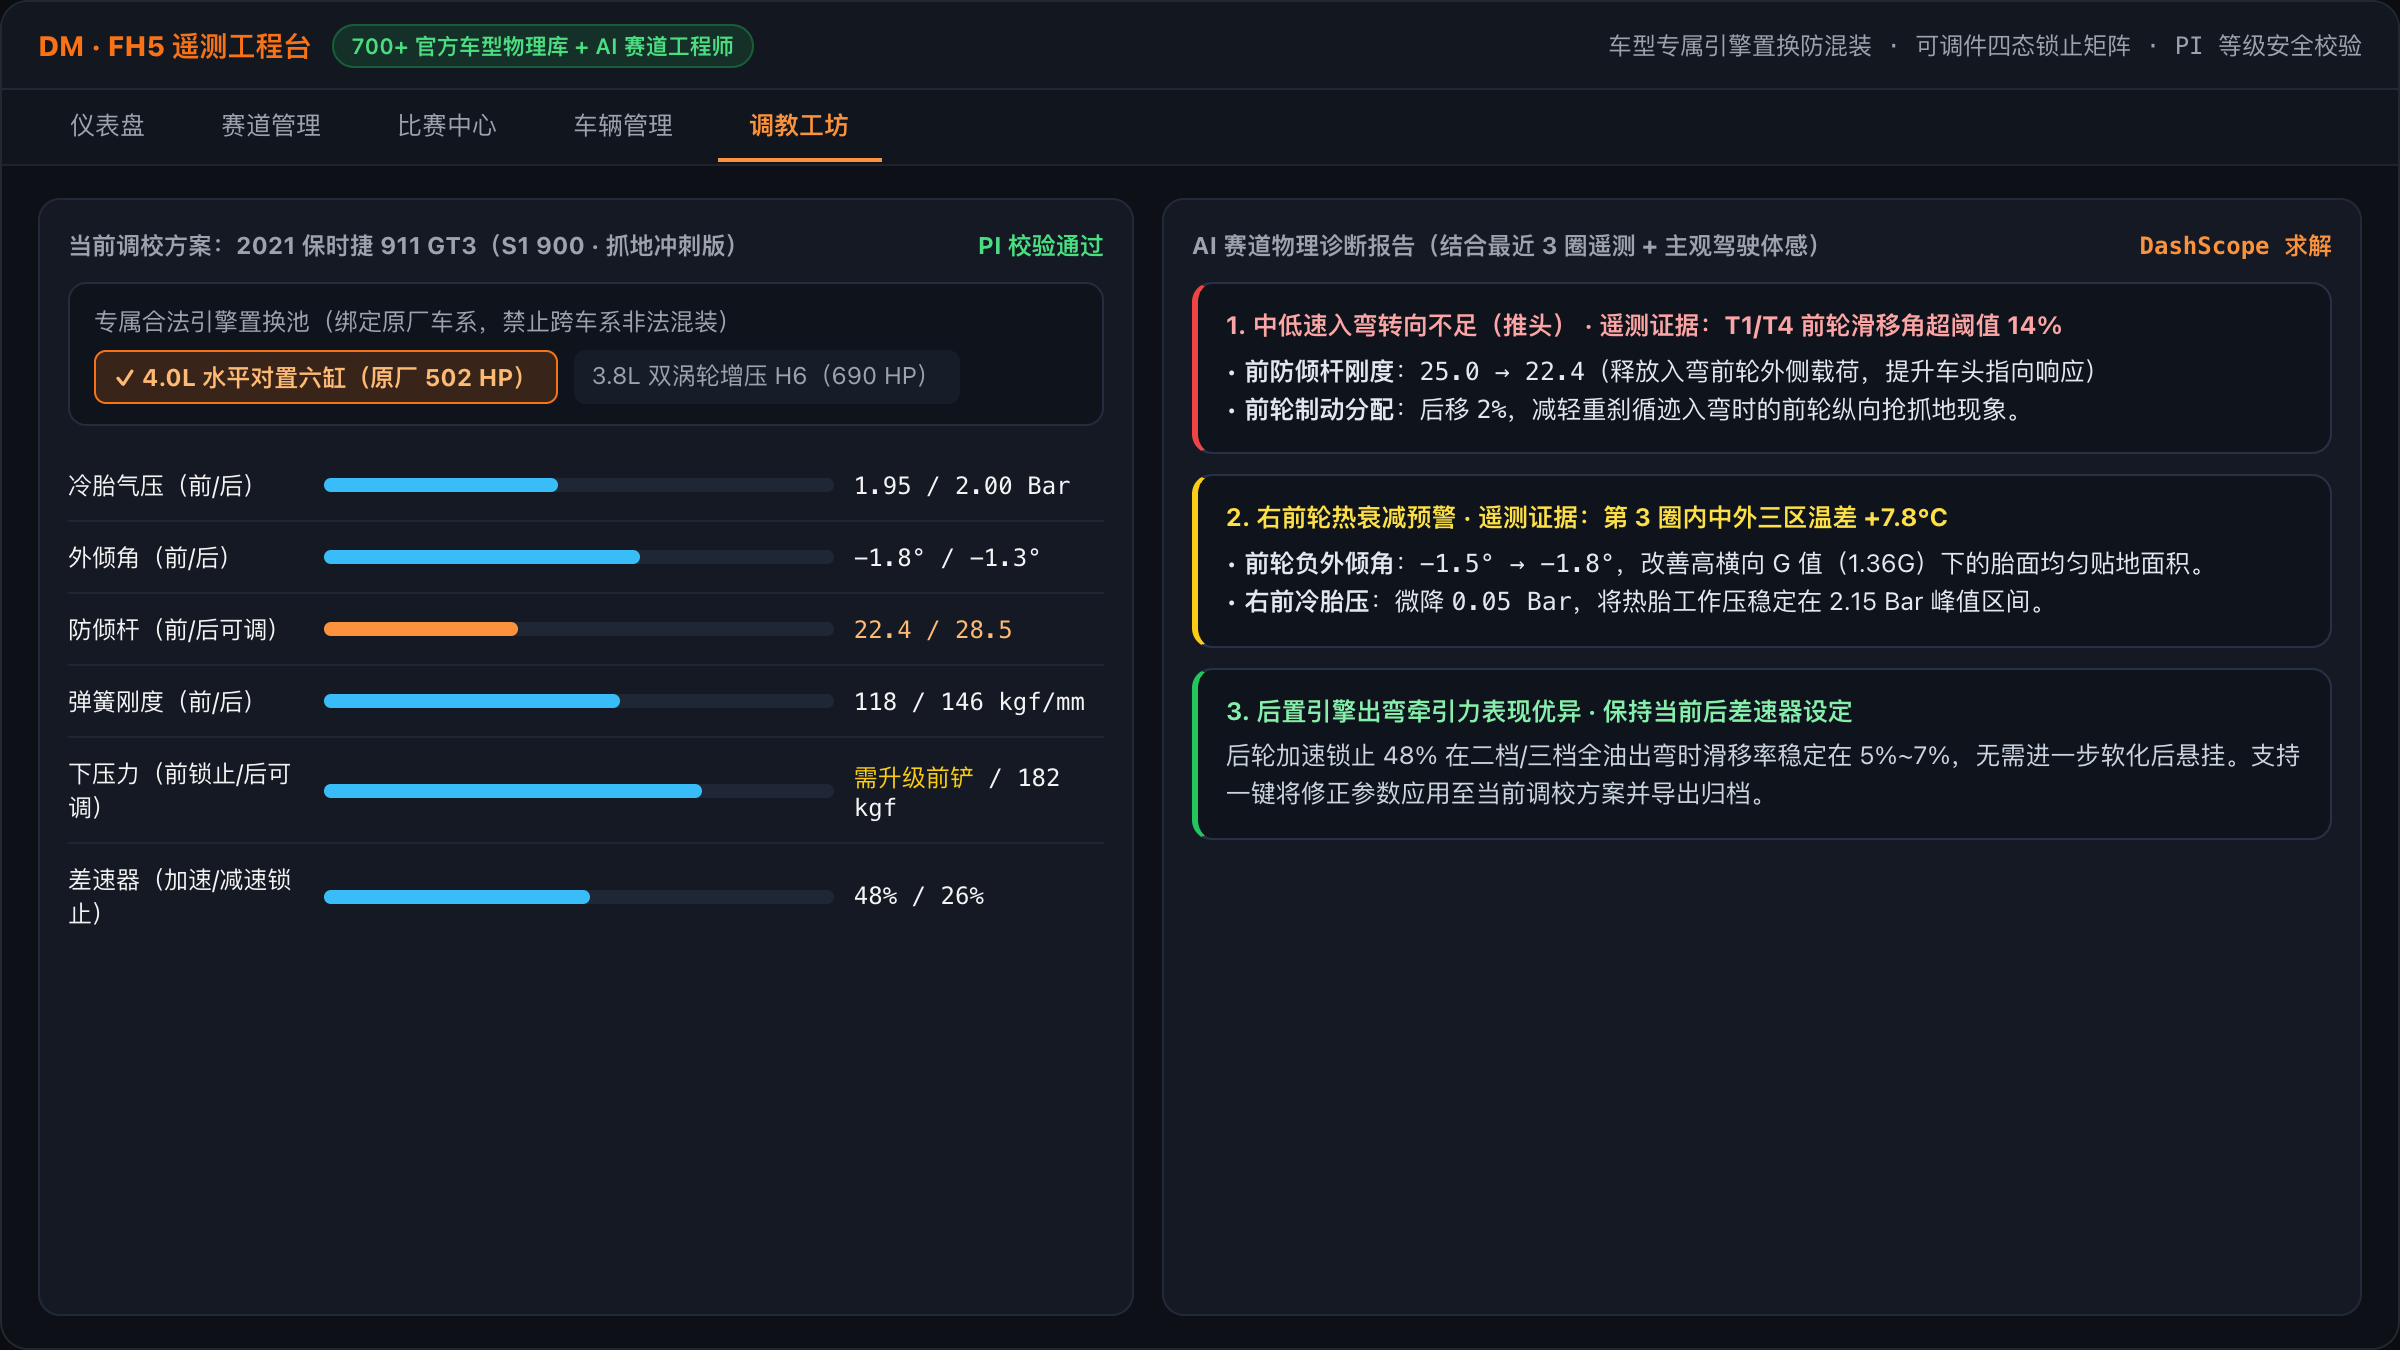 DM · FH5 遥测工程台
700+ 官方车型物理库 + AI 赛道工程师
车型专属引擎置换防混装 · 可调件四态锁止矩阵 · PI 等级安全校验
仪表盘
赛道管理
比赛中心
车辆管理
调教工坊
当前调校方案：2021 保时捷 911 GT3（S1 900 · 抓地冲刺版）
PI 校验通过
专属合法引擎置换池（绑定原厂车系，禁止跨车系非法混装）
✓ 4.0L 水平对置六缸（原厂 502 HP）
3.8L 双涡轮增压 H6（690 HP）
冷胎气压（前/后）
1.95 / 2.00 Bar
外倾角（前/后）
−1.8° / −1.3°
防倾杆（前/后可调）
22.4 / 28.5
弹簧刚度（前/后）
118 / 146 kgf/mm
下压力（前锁止/后可
调）
需升级前铲 / 182
kgf
差速器（加速/减速锁
止）
48% / 26%
AI 赛道物理诊断报告（结合最近 3 圈遥测 + 主观驾驶体感）
DashScope 求解
1. 中低速入弯转向不足（推头） · 遥测证据：T1/T4 前轮滑移角超阈值 14%
• 前防倾杆刚度：25.0 → 22.4（释放入弯前轮外侧载荷，提升车头指向响应）
• 前轮制动分配：后移 2%，减轻重刹循迹入弯时的前轮纵向抢抓地现象。
2. 右前轮热衰减预警 · 遥测证据：第 3 圈内中外三区温差 +7.8°C
• 前轮负外倾角：−1.5° → −1.8°，改善高横向 G 值（1.36G）下的胎面均匀贴地面积。
• 右前冷胎压：微降 0.05 Bar，将热胎工作压稳定在 2.15 Bar 峰值区间。
3. 后置引擎出弯牵引力表现优异 · 保持当前后差速器设定
后轮加速锁止 48% 在二档/三档全油出弯时滑移率稳定在 5%~7%，无需进一步软化后悬挂。支持
一键将修正参数应用至当前调校方案并导出归档。